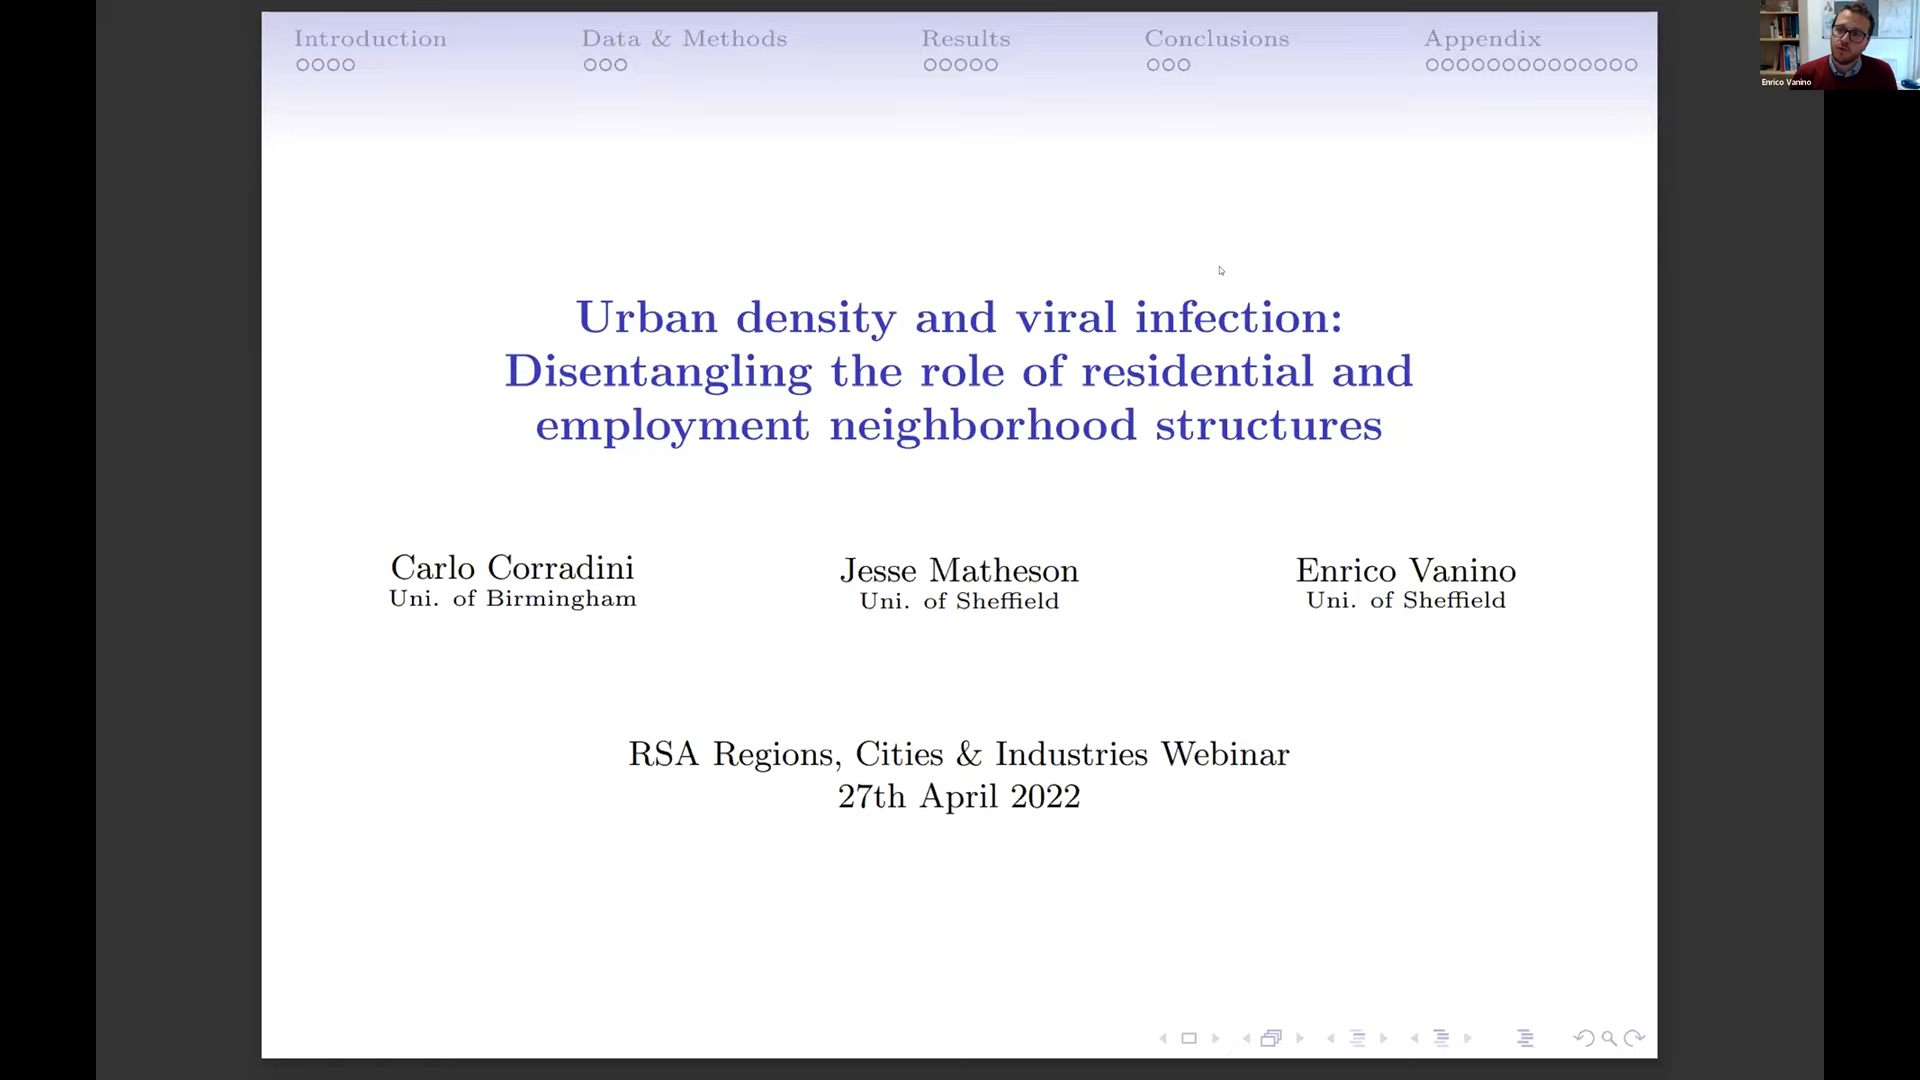 Introduction
Data & Methods
Results
Conclusions
Appendix
Enrico Vanino
Urban density and viral infection:
Disentangling the role of residential and
employment neighborhood structures
Carlo Corradini
Uni. of Birmingham
Jesse Matheson
Uni. of Sheffield
Enrico Vanino
Uni. of Sheffield
RSA Regions, Cities & Industries Webinar
27th April 2022